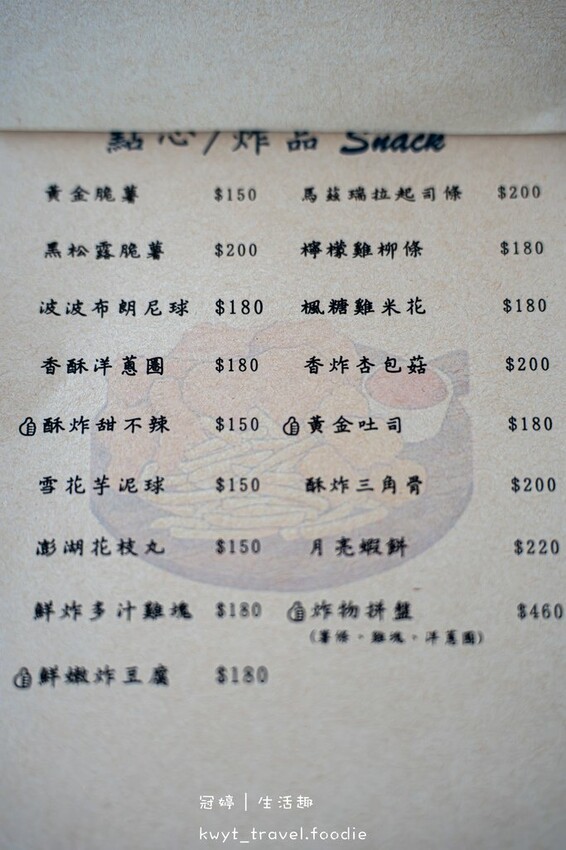 點心/炸品 Snack
黃金脆薯 $150
黑松露脆薯 $200
波波布朗尼球 $180
香酥洋蔥圈 $180
酥炸甜不辣 $150
雪花芋泥球 $150
澎湖花枝丸 $150
鮮炸多汁雞塊 $180
鮮嫩炸豆腐 $180
馬茲瑞拉起司條 $200
檸檬雞柳條 $180
楓糖雞米花 $180
香炸杏包菇 $200
黃金吐司 $180
酥炸三角骨 $200
月亮蝦餅 $220
炸物拼盤 $460
(薯條。雞塊。洋蔥圈)
冠婷｜生活趣
kwyt_travel.foodie